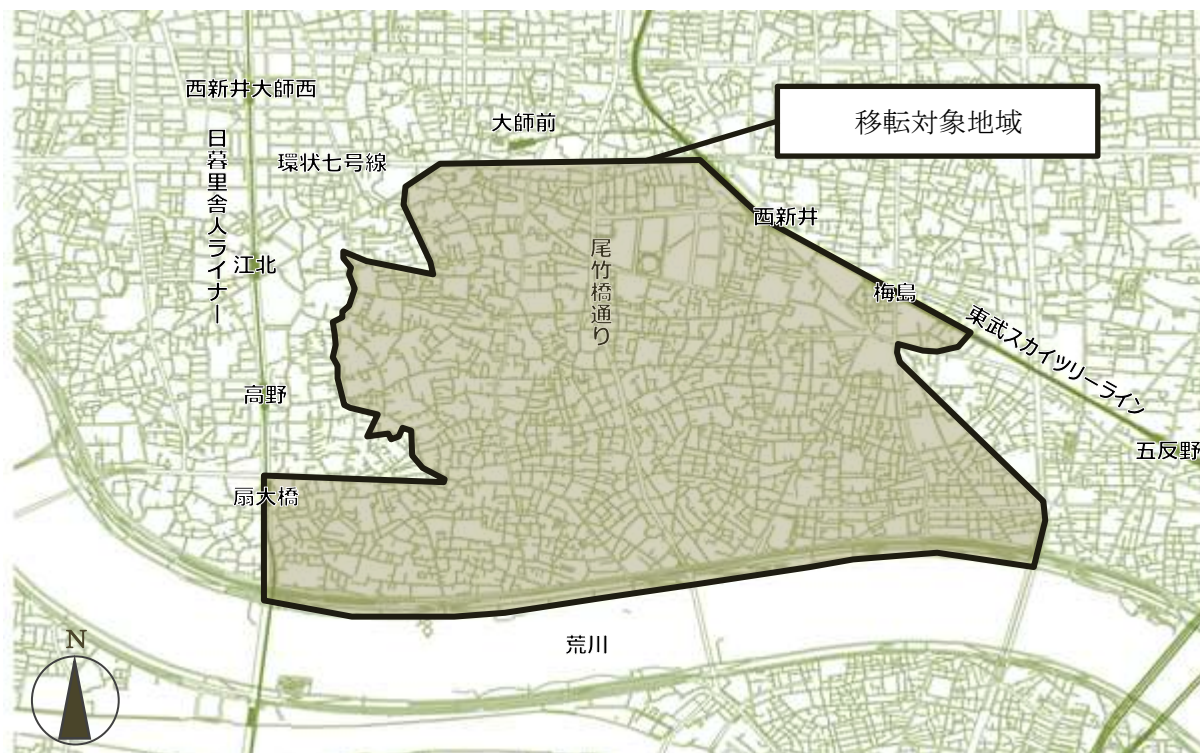 西新井大師西
大師前
移転対象地域
日暮里舎人ライナー
環状七号線
西新井
尾竹橋通り
江北
梅島
東武スカイツリーライン
高野
五反野
扇大橋
荒川
N